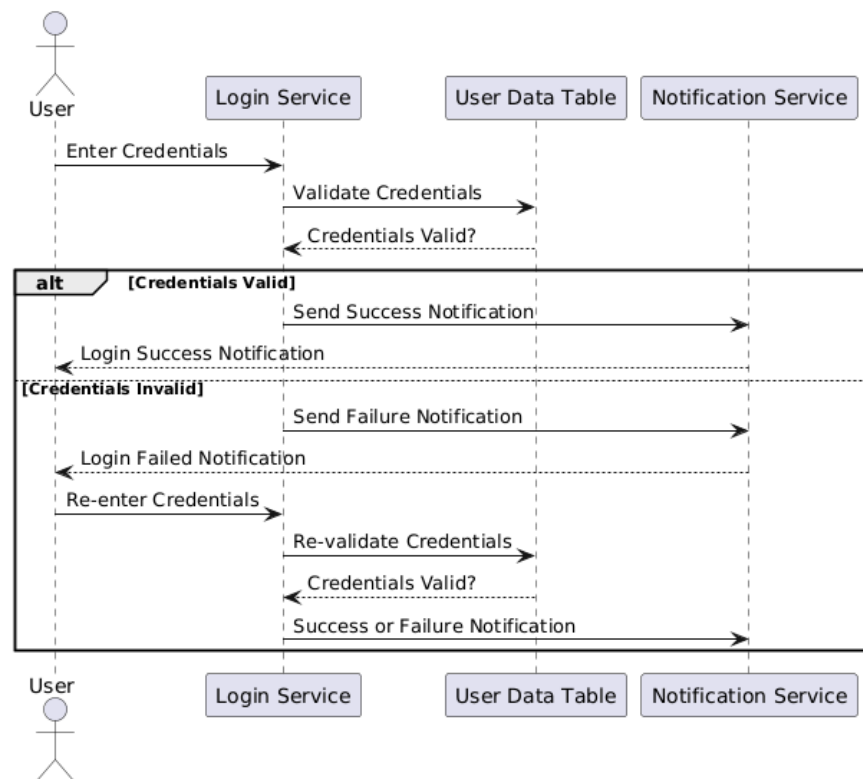 User
Login Service
User Data Table
Notification Service
Enter Credentials
Validate Credentials
Credentials Valid?
alt
[Credentials Valid]
Send Success Notification
Login Success Notification
[Credentials Invalid]
Send Failure Notification
Login Failed Notification
Re-enter Credentials
Re-validate Credentials
Credentials Valid?
Success or Failure Notification
User
Login Service
User Data Table
Notification Service